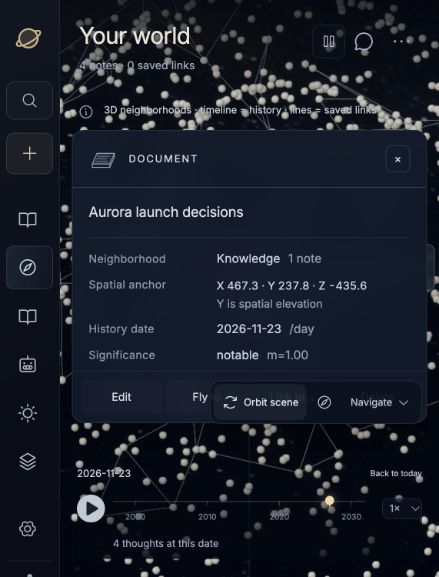 Your world
4 notes · 0 saved links
3D neighborhoods · timeline = history · lines = saved links
DOCUMENT
Aurora launch decisions
Neighborhood Knowledge 1 note
Spatial anchor X 467.3 · Y 237.8 · Z -435.6
Y is spatial elevation
History date 2026-11-23 /day
Significance notable m=1.00
Edit Fly to Orbit scene Navigate
2026-11-23 Back to today
1×
2000 2010 2020 2030
4 thoughts at this date